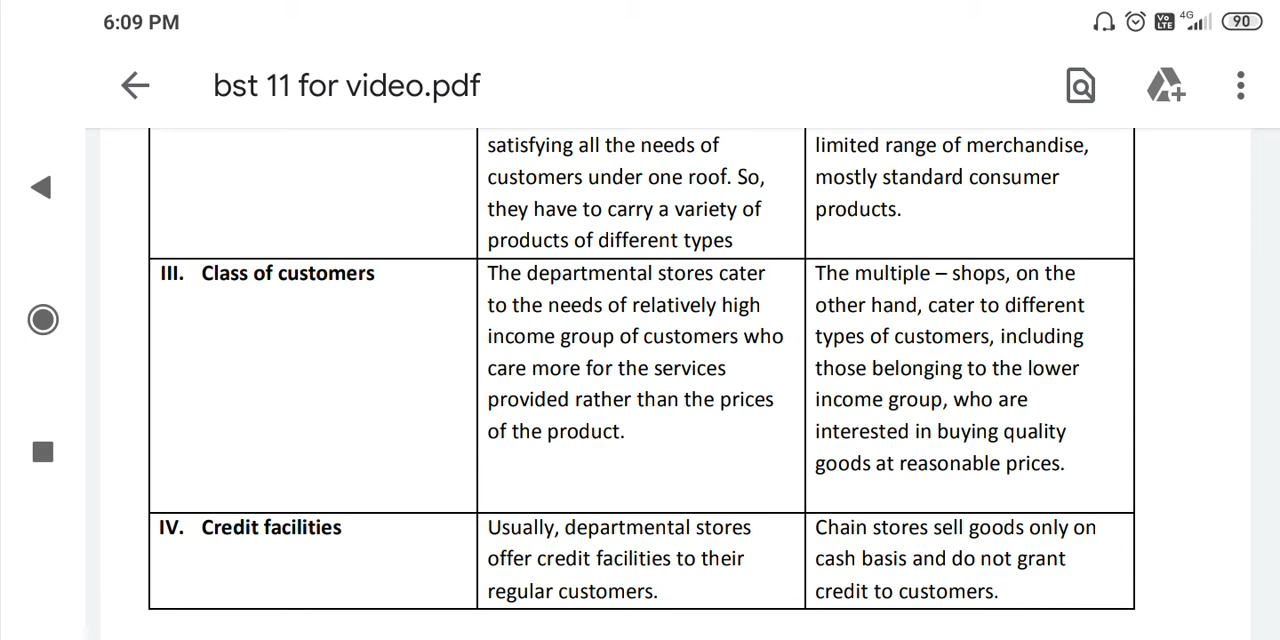 6:09 PM
Vo LTE 4G 90
bst 11 for video.pdf
satisfying all the needs of
customers under one roof. So,
they have to carry a variety of
products of different types
limited range of merchandise,
mostly standard consumer
products.
III. Class of customers
The departmental stores cater
to the needs of relatively high
income group of customers who
care more for the services
provided rather than the prices
of the product.
The multiple – shops, on the
other hand, cater to different
types of customers, including
those belonging to the lower
income group, who are
interested in buying quality
goods at reasonable prices.
IV. Credit facilities
Usually, departmental stores
offer credit facilities to their
regular customers.
Chain stores sell goods only on
cash basis and do not grant
credit to customers.